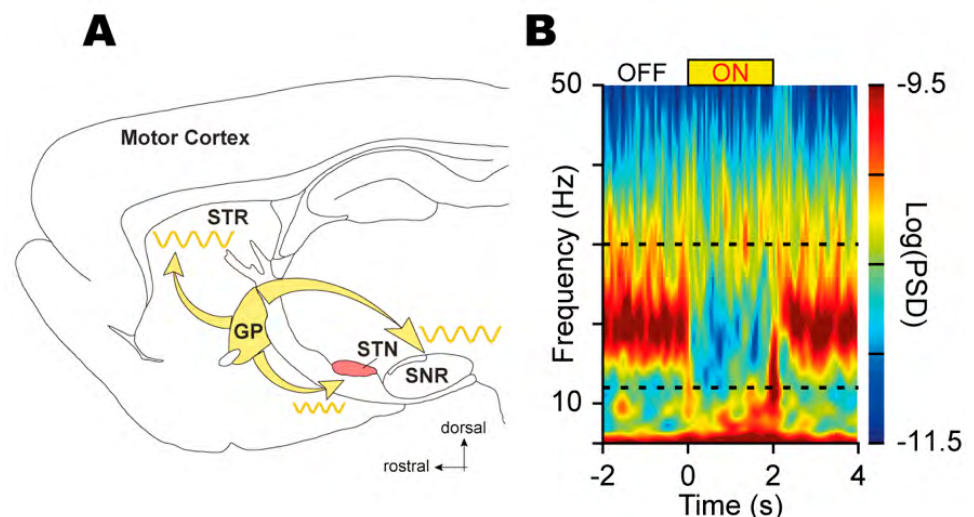 A
Motor Cortex
STR
GP
STN
SNR
dorsal
rostral
B
OFF ON
50
10
Frequency (Hz)
-2 0 2 4
Time (s)
-9.5
-11.5
Log(PSD)